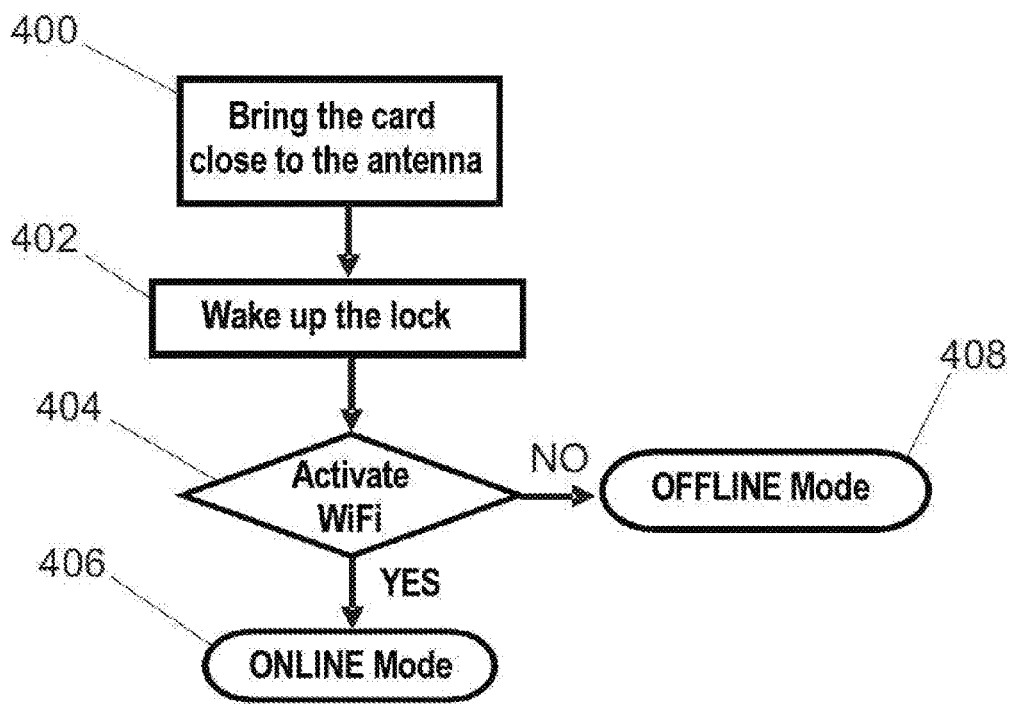 400
Bring the card
close to the antenna
402
Wake up the lock
408
404
Activate
WiFi
NO
OFFLINE Mode
406
YES
ONLINE Mode